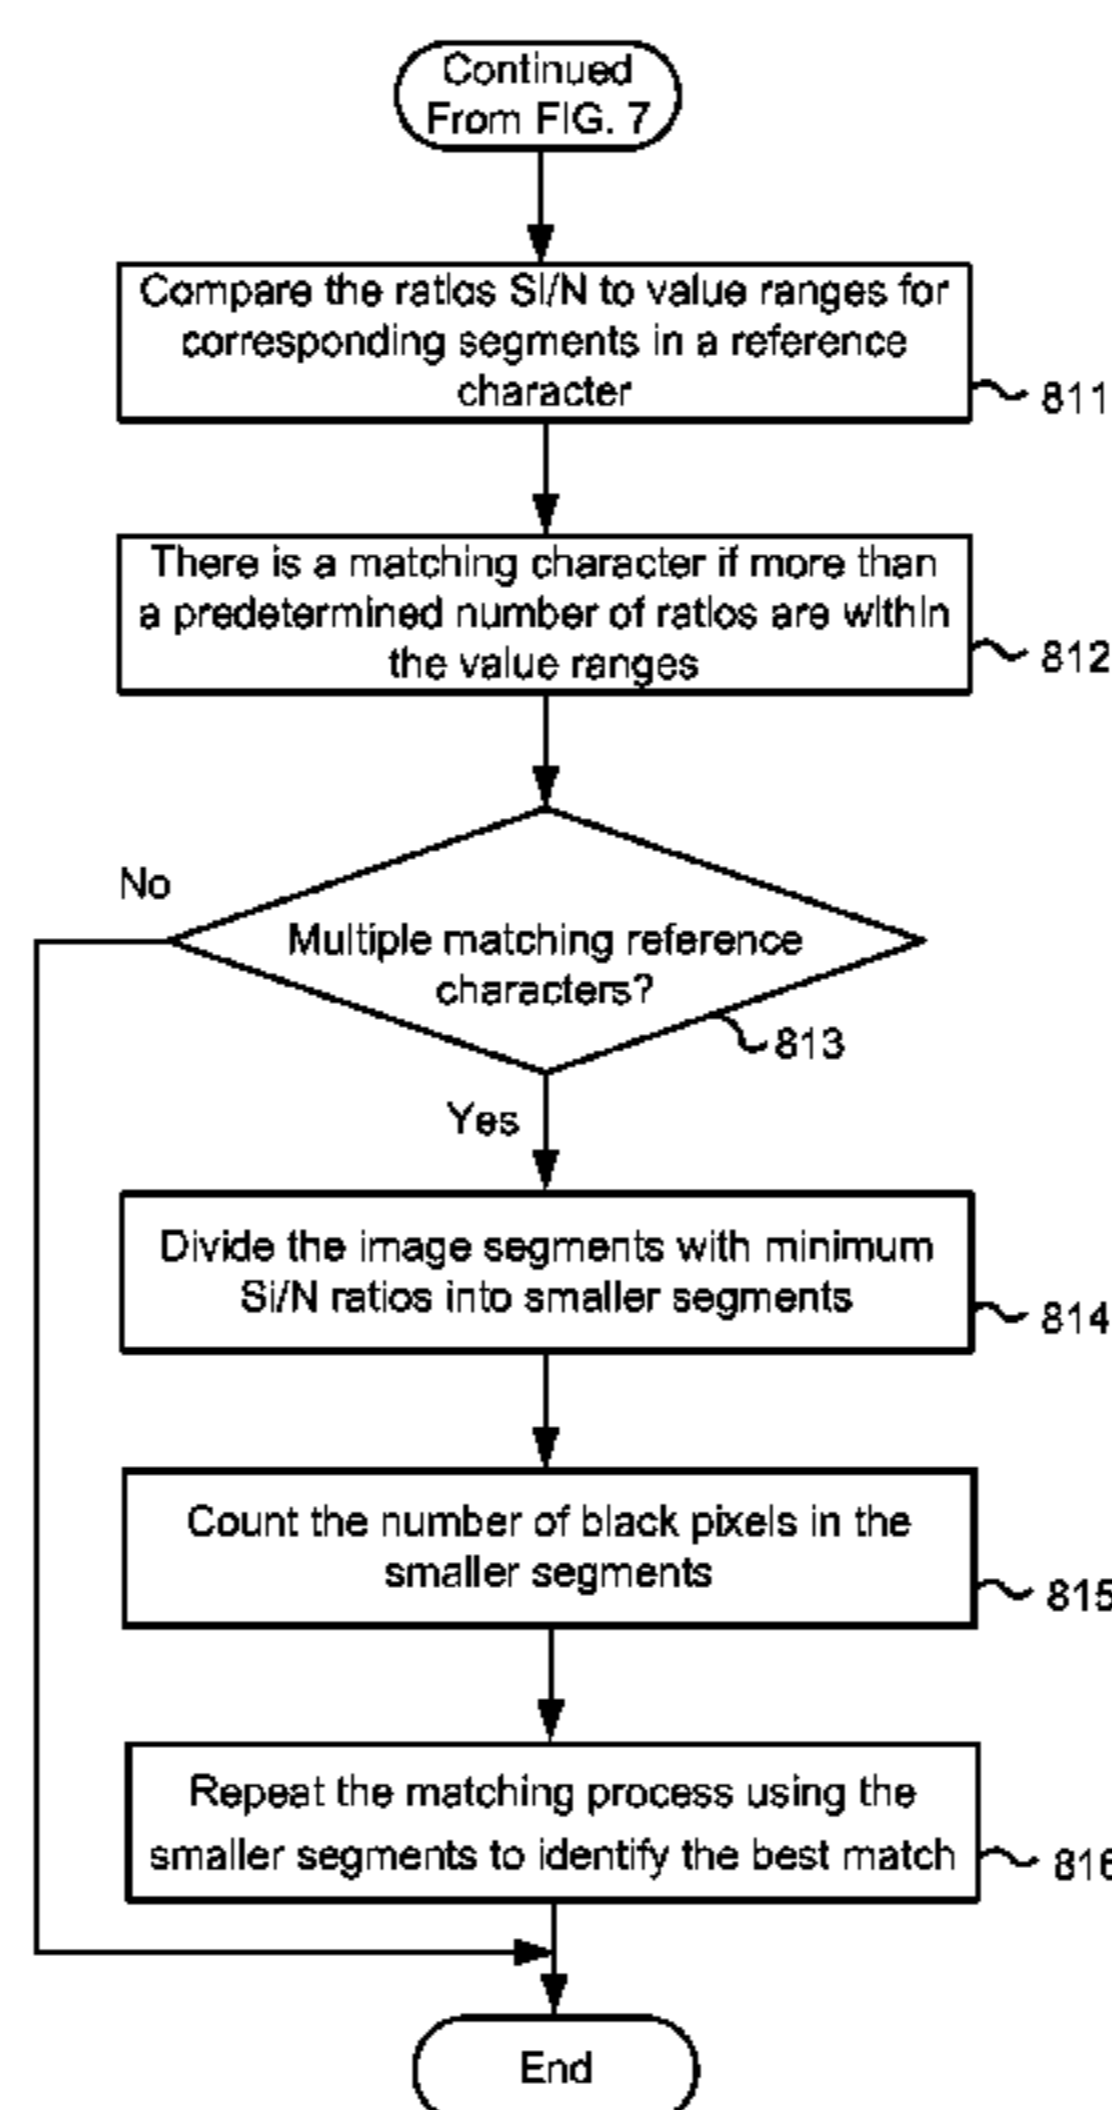 Continued
From FIG. 7
Compare the ratios Si/N to value ranges for
corresponding segments in a reference
character
811
There is a matching character if more than
a predetermined number of ratios are within
the value ranges
812
No
Multiple matching reference
characters?
813
Yes
Divide the image segments with minimum
Si/N ratios into smaller segments
814
Count the number of black pixels in the
smaller segments
815
Repeat the matching process using the
smaller segments to identify the best match
816
End